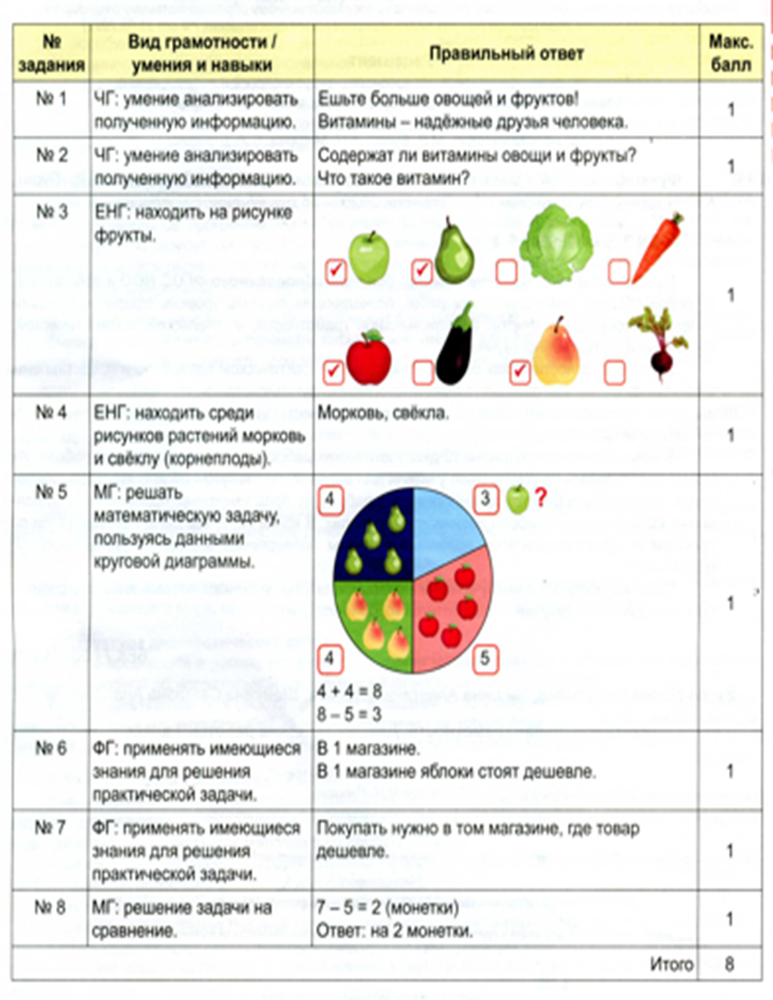 № задания
Вид грамотности / умения и навыки
Правильный ответ
Макс. балл
№ 1
ЧГ: умение анализировать
полученную информацию.
Ешьте больше овощей и фруктов!
Витамины – надёжные друзья человека.
1
№ 2
ЧГ: умение анализировать
полученную информацию.
Содержат ли витамины овощи и фрукты?
Что такое витамин?
1
№ 3
ЕНГ: находить на рисунке
фрукты.
1
№ 4
ЕНГ: находить среди
рисунков растений морковь
и свёклу (корнеплоды).
Морковь, свёкла.
1
№ 5
МГ: решать
математическую задачу,
пользуясь данными
круговой диаграммы.
4
3
?
4
5
4 + 4 = 8
8 – 5 = 3
1
№ 6
ФГ: применять имеющиеся
знания для решения
практической задачи.
В 1 магазине.
В 1 магазине яблоки стоят дешевле.
1
№ 7
ФГ: применять имеющиеся
знания для решения
практической задачи.
Покупать нужно в том магазине, где товар
дешевле.
1
№ 8
МГ: решение задачи на
сравнение.
7 – 5 = 2 (монетки)
Ответ: на 2 монетки.
1
Итого
8